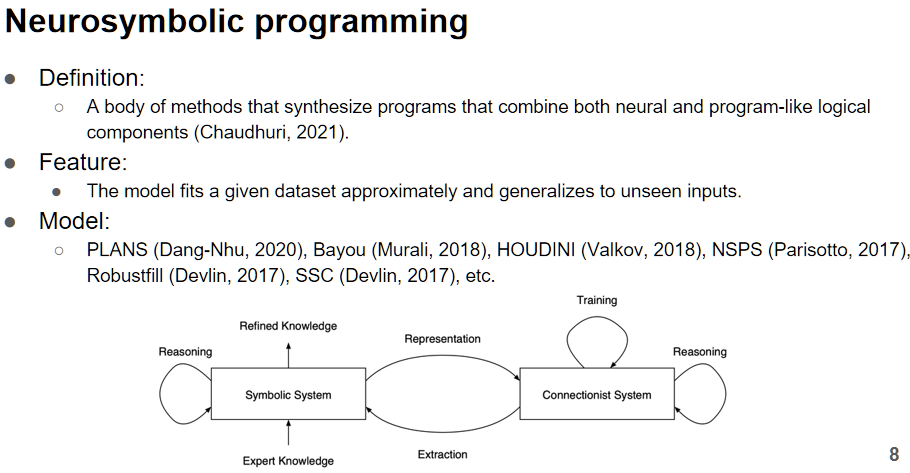 Neurosymbolic programming
● Definition:
○ A body of methods that synthesize programs that combine both neural and program-like logical
components (Chaudhuri, 2021).
● Feature:
● The model fits a given dataset approximately and generalizes to unseen inputs.
● Model:
○ PLANS (Dang-Nhu, 2020), Bayou (Murali, 2018), HOUDINI (Valkov, 2018), NSPS (Parisotto, 2017),
Robustfill (Devlin, 2017), SSC (Devlin, 2017), etc.
Training
Refined Knowledge
Representation
Reasoning
Reasoning
Symbolic System
Connectionist System
Extraction
Expert Knowledge
8